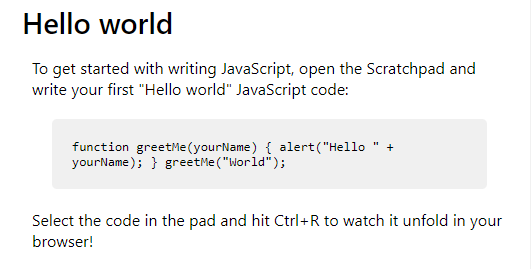 Hello world
To get started with writing JavaScript, open the Scratchpad and
write your first "Hello world" JavaScript code:
function greetMe(yourName) { alert("Hello " +
yourName); } greetMe("World");
Select the code in the pad and hit Ctrl+R to watch it unfold in your
browser!